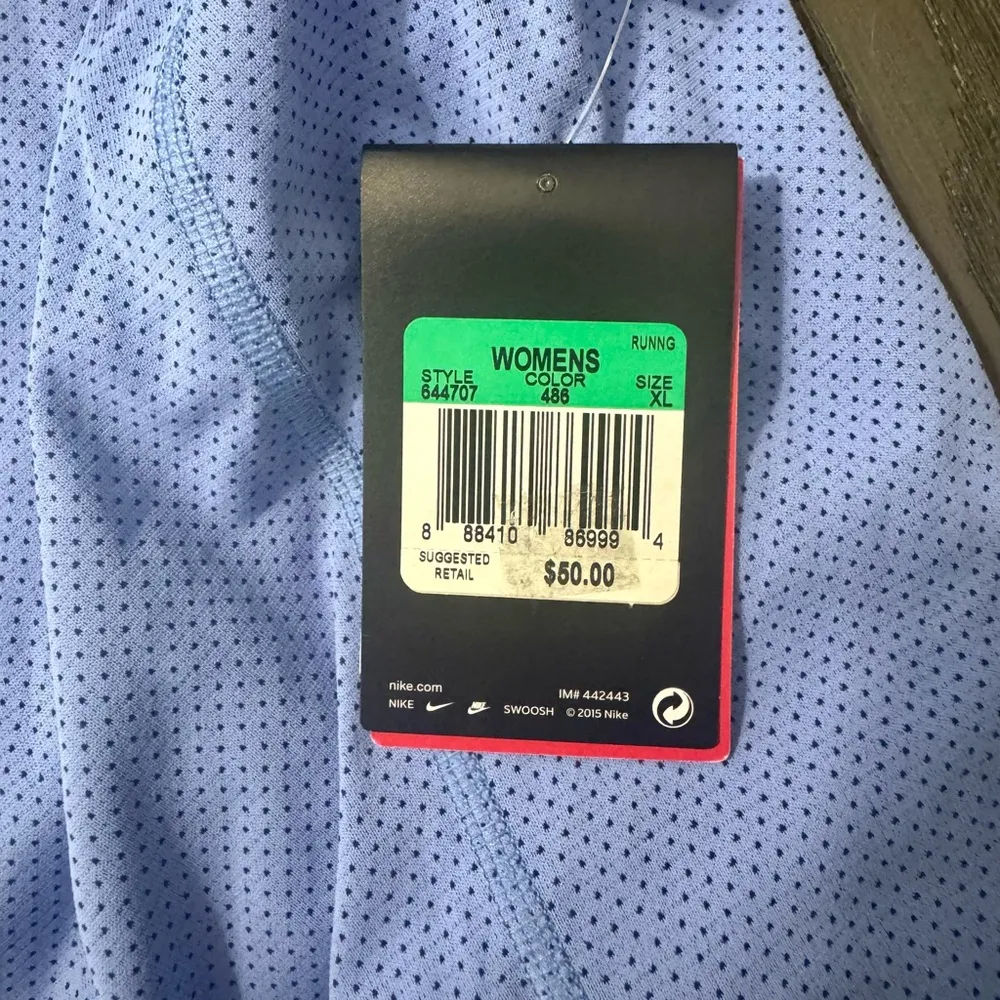 RUNNG
WOMENS
STYLE COLOR SIZE
644707 486 XL
8 88410 86999 4
SUGGESTED
RETAIL $50.00
nike.com IM# 442443
NIKE SWOOSH © 2015 Nike